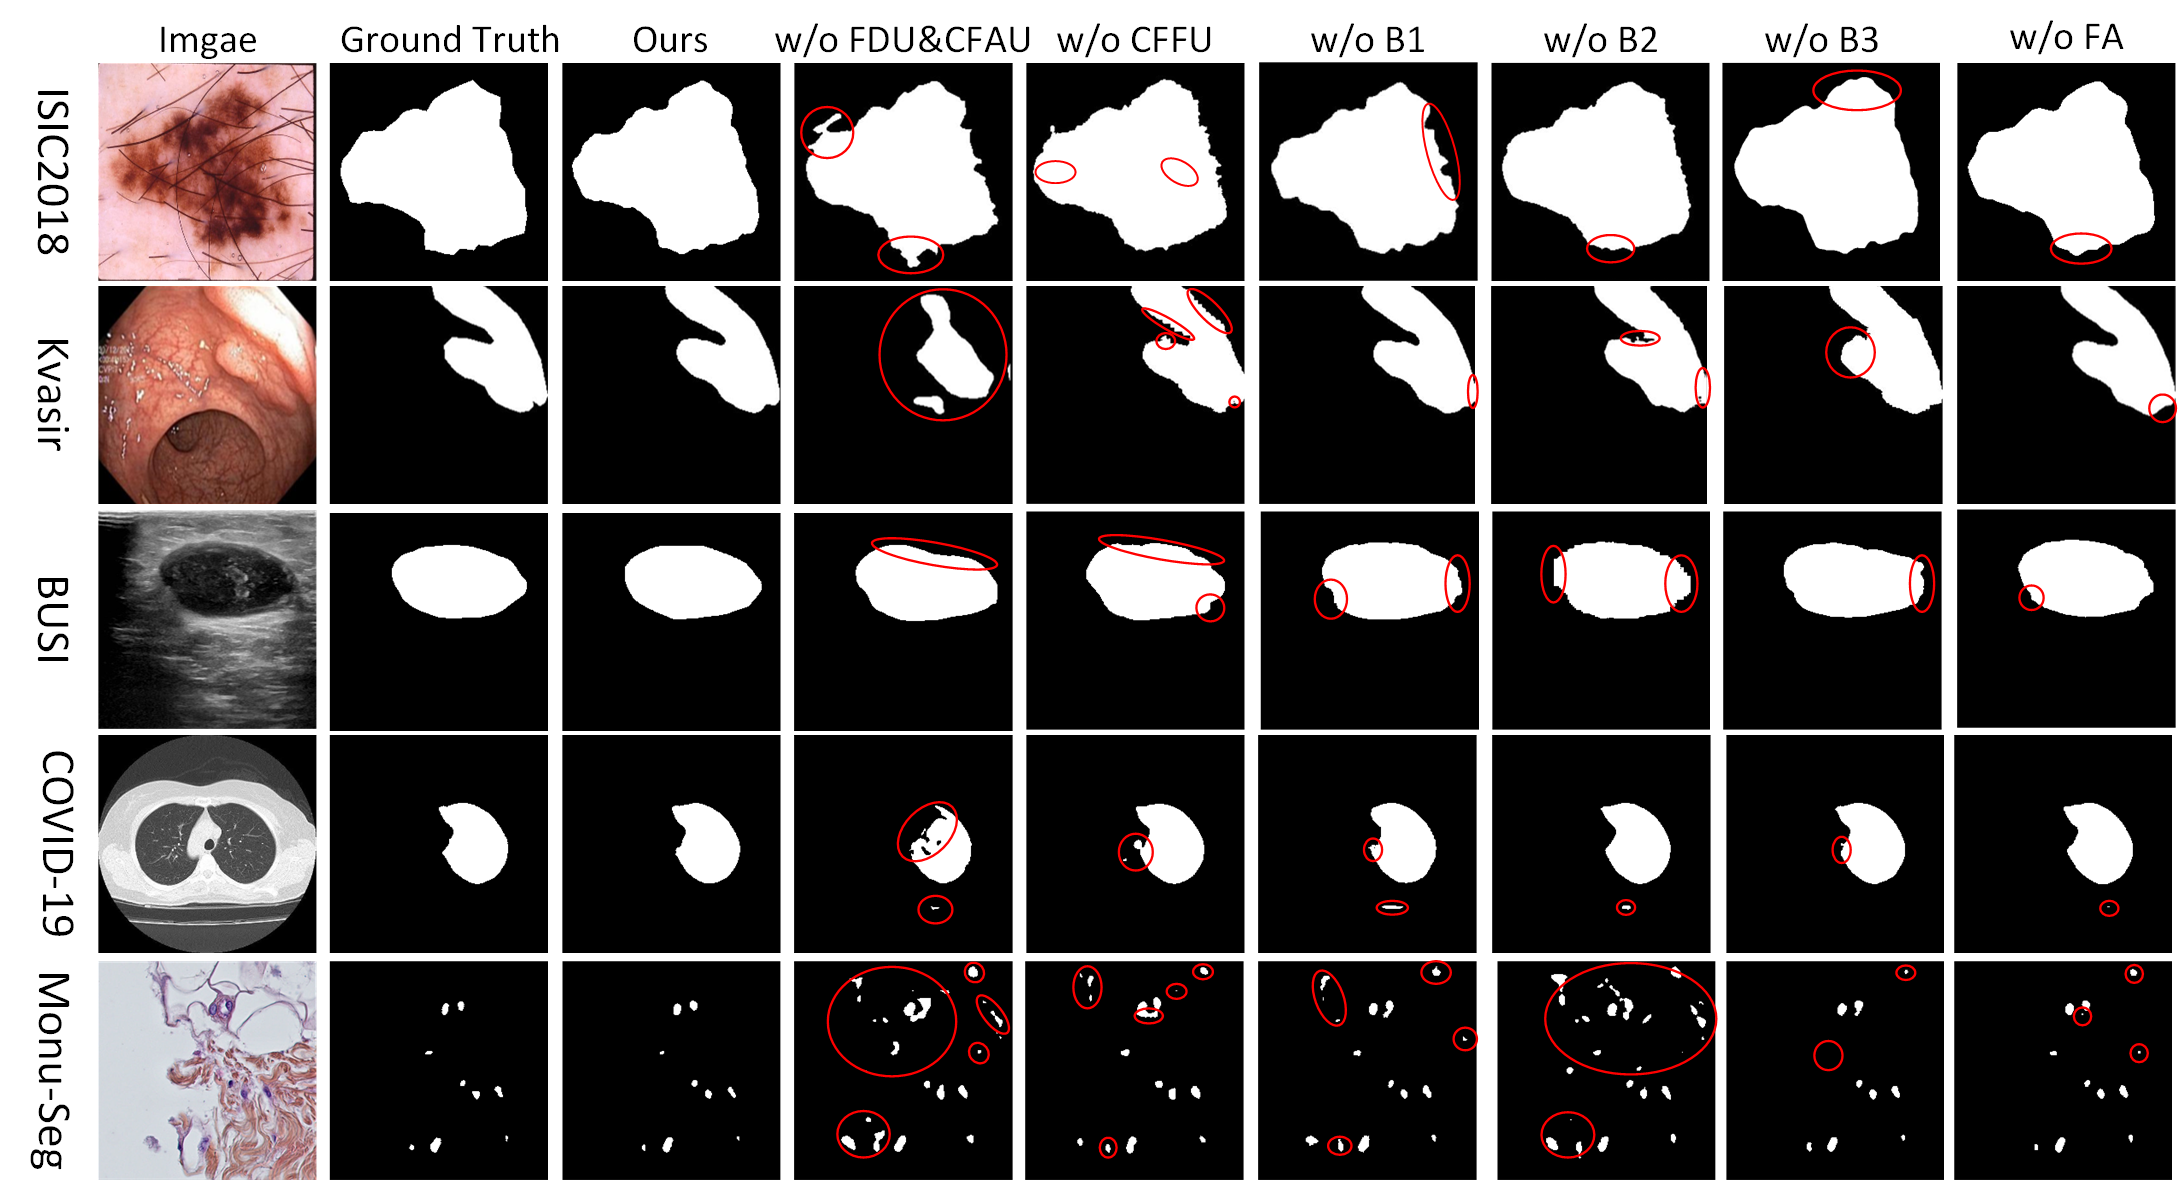 Imgae Ground Truth Ours w/o FDU&CFAU w/o CFFU w/o B1 w/o B2 w/o B3 w/o FA
ISIC2018
Kvasir
BUSI
COVID-19
Monu-Seg